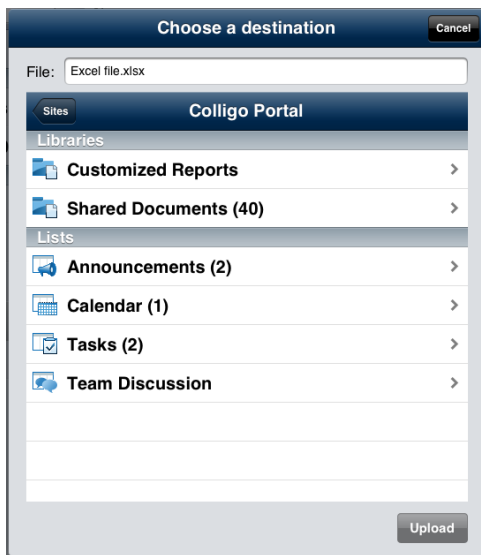 Choose a destination
Cancel
File: Excel file.xlsx
Sites
Colligo Portal
Libraries
Customized Reports
Shared Documents (40)
Lists
Announcements (2)
Calendar (1)
Tasks (2)
Team Discussion
Upload